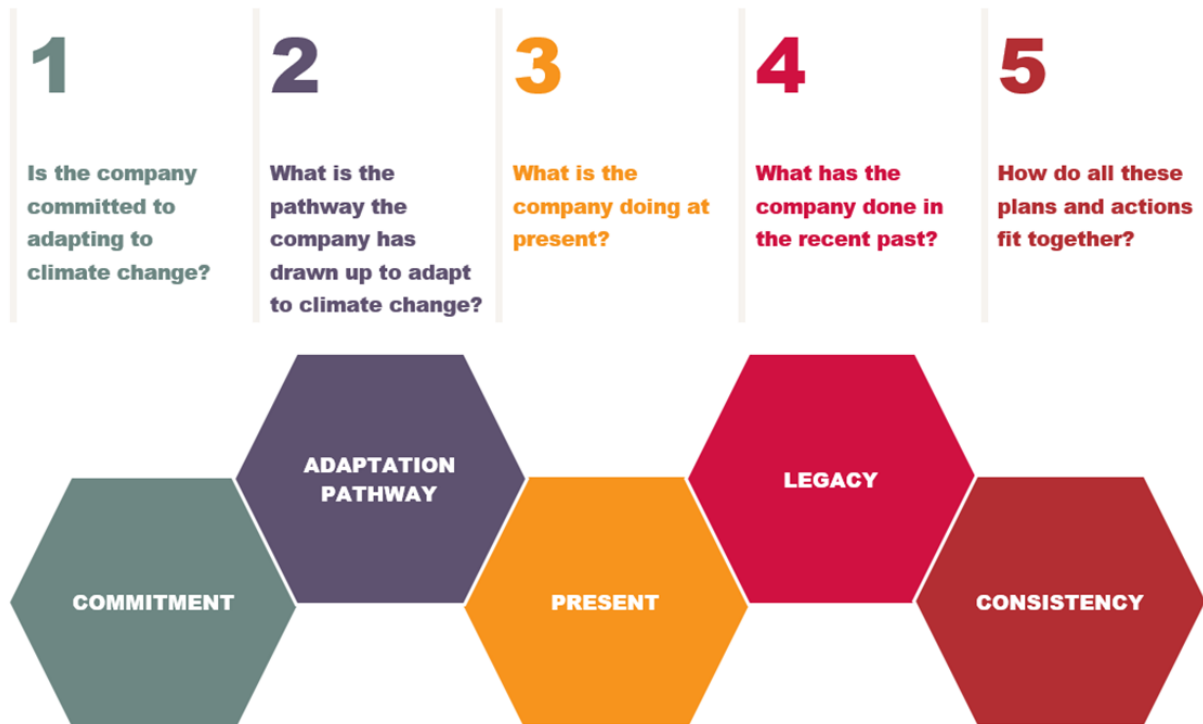 1
Is the company
committed to
adapting to
climate change?
2
What is the
pathway the
company has
drawn up to adapt
to climate change?
3
What is the
company doing at
present?
4
What has the
company done in
the recent past?
5
How do all these
plans and actions
fit together?
COMMITMENT
ADAPTATION
PATHWAY
PRESENT
LEGACY
CONSISTENCY